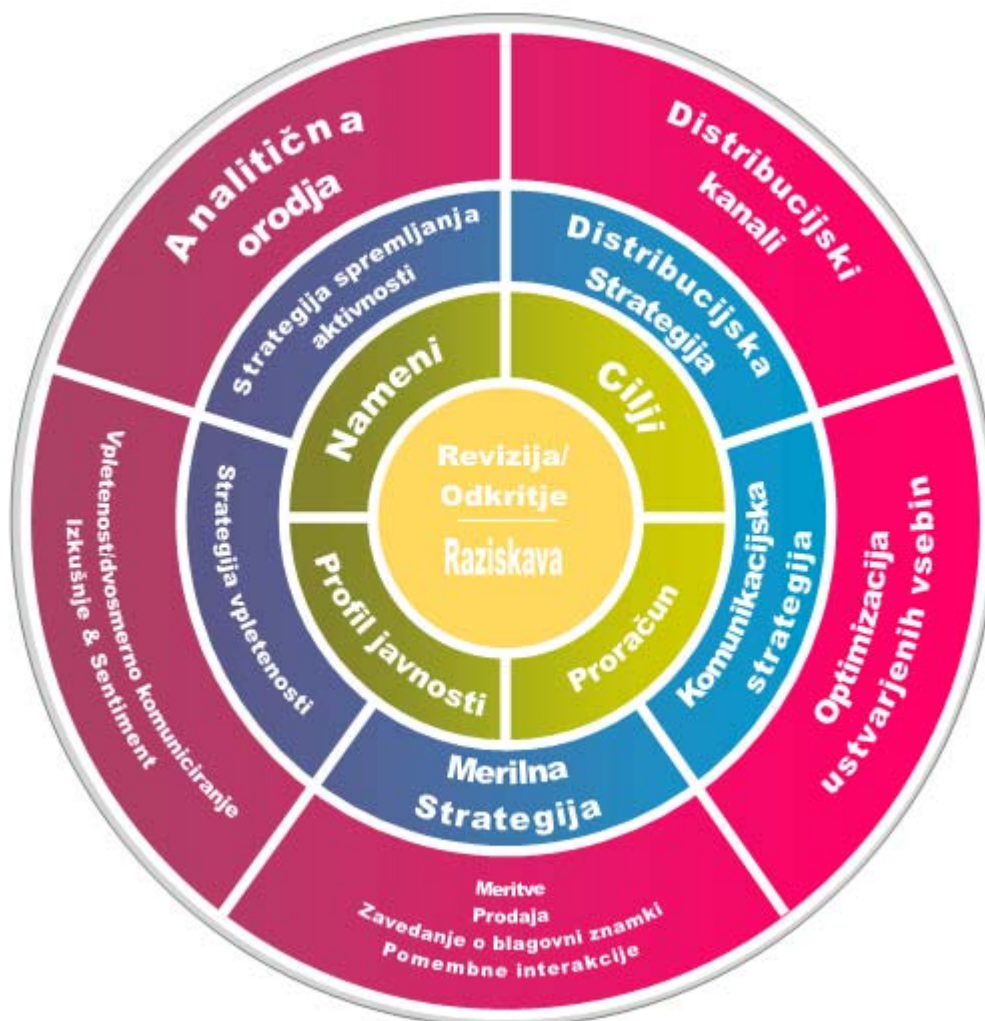 Analitična
orodja
Distribucijski
kanali
Strategija spremljanja
aktivnosti
Distribucijska
Strategija
Nameni
Cilji
Revizija/
Odkritje
Raziskava
Vpletenost/dvosmerno komuniciranje
Izkušnje & Sentiment
Strategija vpletenosti
Profil javnosti
Proračun
Komunikacijska
strategija
Optimizacija
ustvarjenih vsebin
Merilna
Strategija
Meritve
Prodaja
Zavedanje o blagovni znamki
Pomembne interakcije